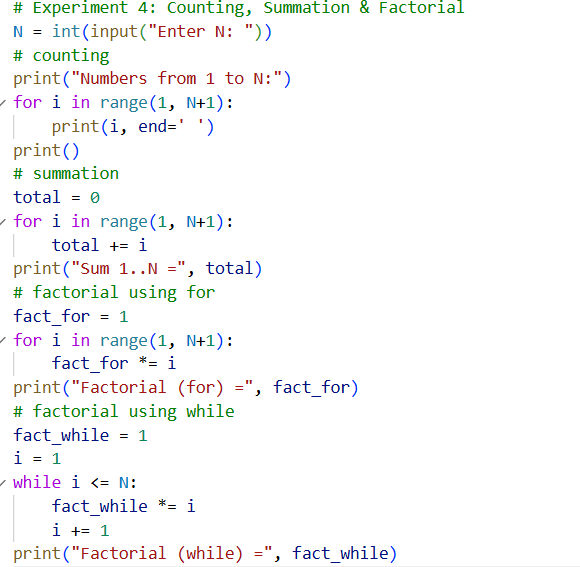 # Experiment 4: Counting, Summation & Factorial
N = int(input("Enter N: "))
# counting
print("Numbers from 1 to N:")
for i in range(1, N+1):
    print(i, end=' ')
print()
# summation
total = 0
for i in range(1, N+1):
    total += i
print("Sum 1..N =", total)
# factorial using for
fact_for = 1
for i in range(1, N+1):
    fact_for *= i
print("Factorial (for) =", fact_for)
# factorial using while
fact_while = 1
i = 1
while i <= N:
    fact_while *= i
    i += 1
print("Factorial (while) =", fact_while)